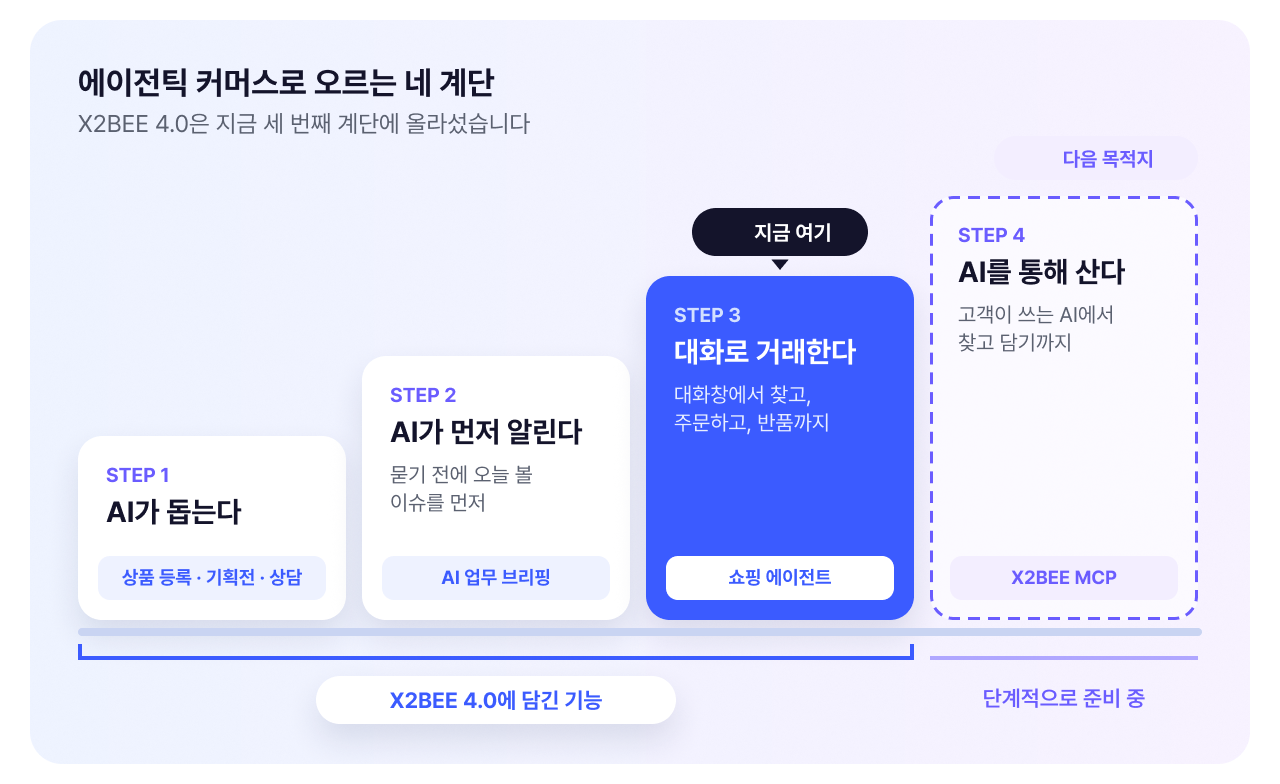 에이전틱 커머스로 오르는 네 계단
X2BEE 4.0은 지금 세 번째 계단에 올라섰습니다
다음 목적지
지금 여기
STEP 1
AI가 돕는다
상품 등록 · 기획전 · 상담
STEP 2
AI가 먼저 알린다
묻기 전에 오늘 볼
이슈를 먼저
AI 업무 브리핑
STEP 3
대화로 거래한다
대화창에서 찾고,
주문하고, 반품까지
쇼핑 에이전트
STEP 4
AI를 통해 산다
고객이 쓰는 AI에서
찾고 담기까지
X2BEE MCP
X2BEE 4.0에 담긴 기능
단계적으로 준비 중